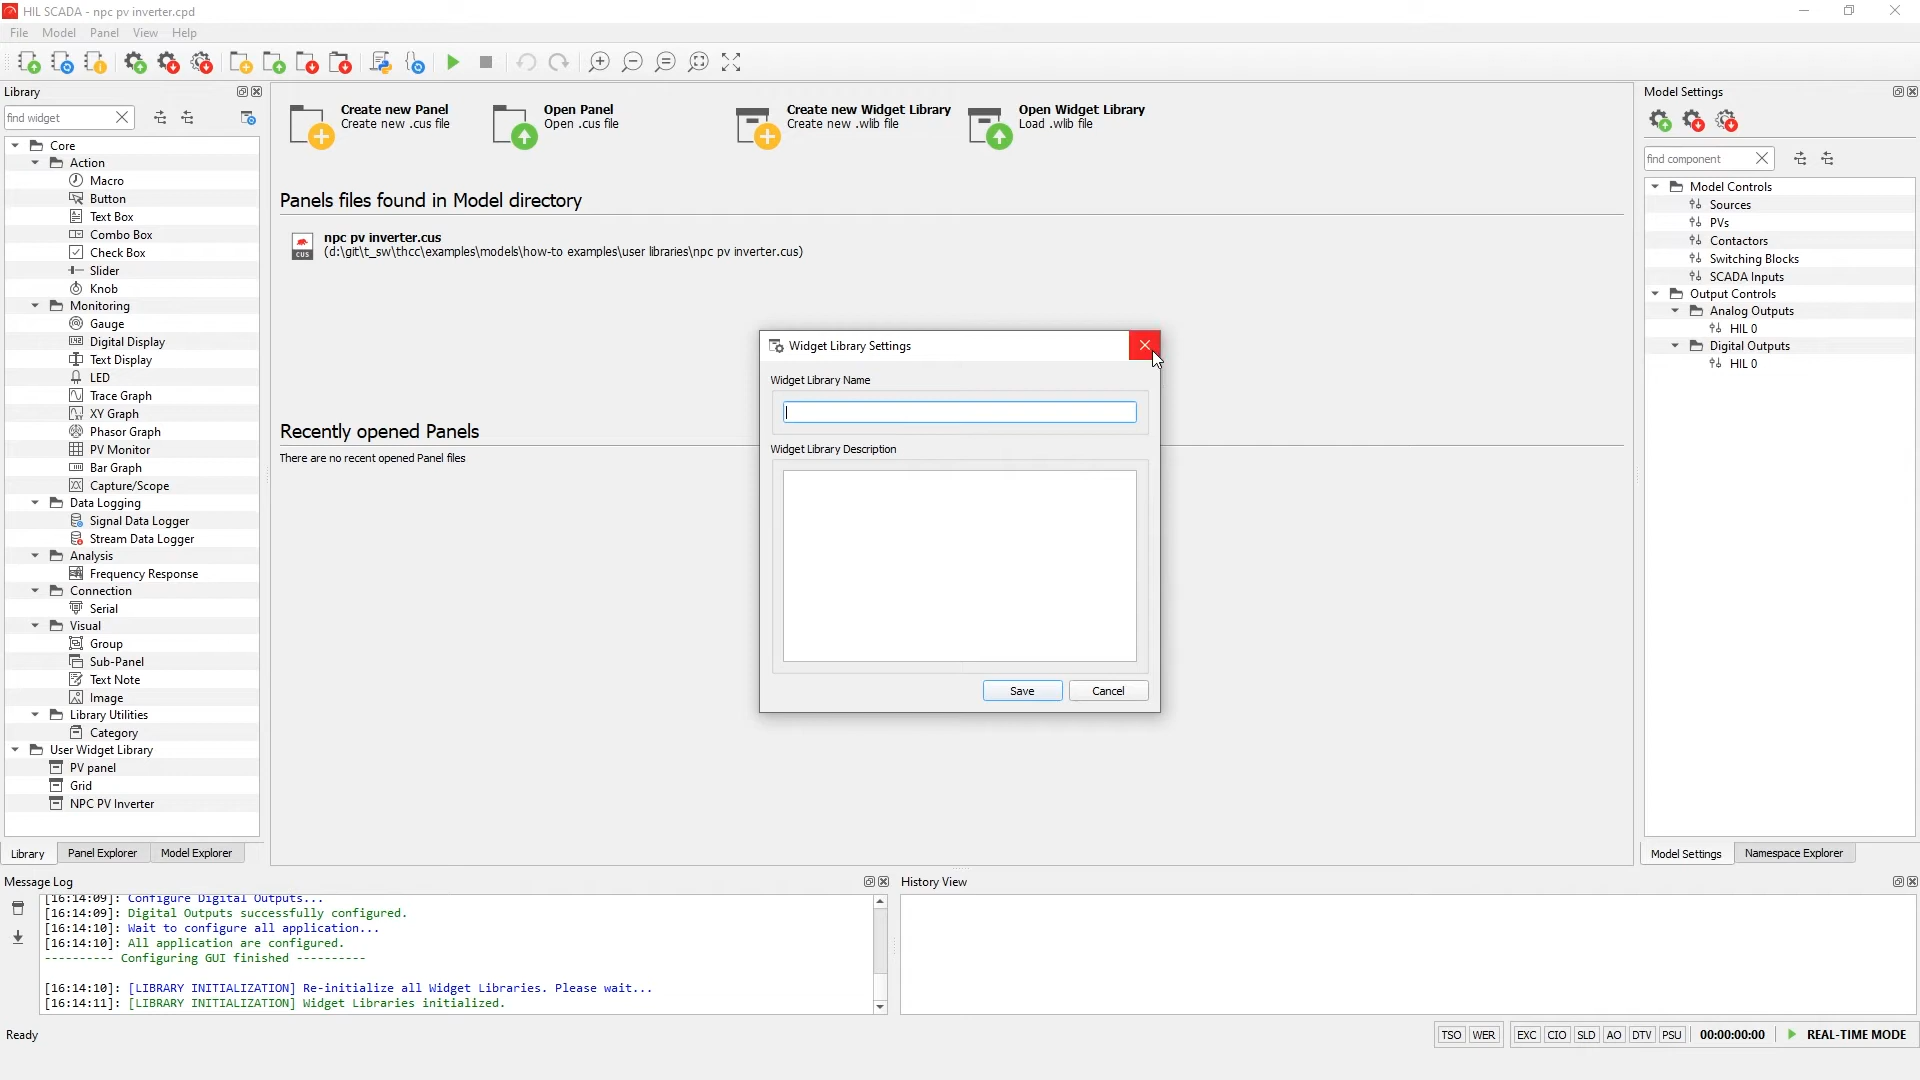 HIL SCADA - npc pv inverter.cpd
File Model Panel View Help
Library
find widget
Core
Action
Macro
Button
Text Box
Combo Box
Check Box
Slider
Knob
Monitoring
Gauge
Digital Display
Text Display
LED
Trace Graph
XY Graph
Phasor Graph
PV Monitor
Bar Graph
Capture/Scope
Data Logging
Signal Data Logger
Stream Data Logger
Analysis
Frequency Response
Connection
Serial
Visual
Group
Sub-Panel
Text Note
Image
Library Utilities
Category
User Widget Library
PV panel
Grid
NPC PV Inverter
Library Panel Explorer Model Explorer
Create new Panel
Create new .cus file
Open Panel
Open .cus file
Create new Widget Library
Create new .wlib file
Open Widget Library
Load .wlib file
Panels files found in Model directory
CUS
npc pv inverter.cus
(d:\git\t_sw\thcc\examples\models\how-to examples\user libraries\npc pv inverter.cus)
Recently opened Panels
There are no recent opened Panel files
Widget Library Settings
Widget Library Name
Widget Library Description
Save Cancel
Model Settings
find component
Model Controls
Sources
PVs
Contactors
Switching Blocks
SCADA Inputs
Output Controls
Analog Outputs
HIL 0
Digital Outputs
HIL 0
Model Settings Namespace Explorer
Message Log
[16:14:09]: Configure Digital Outputs...
[16:14:09]: Digital Outputs successfully configured.
[16:14:10]: Wait to configure all application...
[16:14:10]: All application are configured.
---------- Configuring GUI finished ----------
[16:14:10]: [LIBRARY INITIALIZATION] Re-initialize all Widget Libraries. Please wait...
[16:14:11]: [LIBRARY INITIALIZATION] Widget Libraries initialized.
History View
Ready
TSO WER EXC CIO SLD AO DTV PSU 00:00:00:00 REAL-TIME MODE